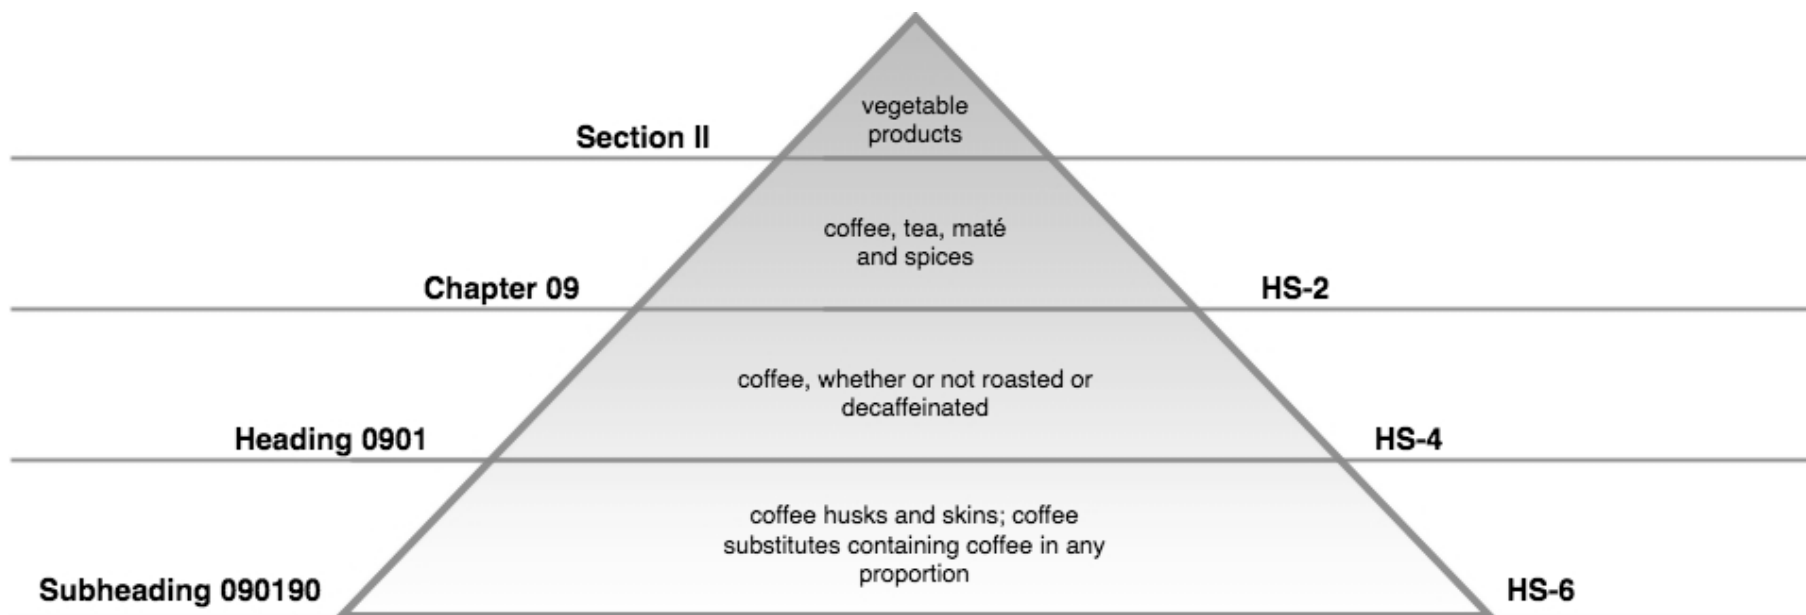 vegetable
products
Section II
coffee, tea, maté
and spices
Chapter 09
HS-2
coffee, whether or not roasted or
decaffeinated
Heading 0901
HS-4
coffee husks and skins; coffee
substitutes containing coffee in any
proportion
Subheading 090190
HS-6